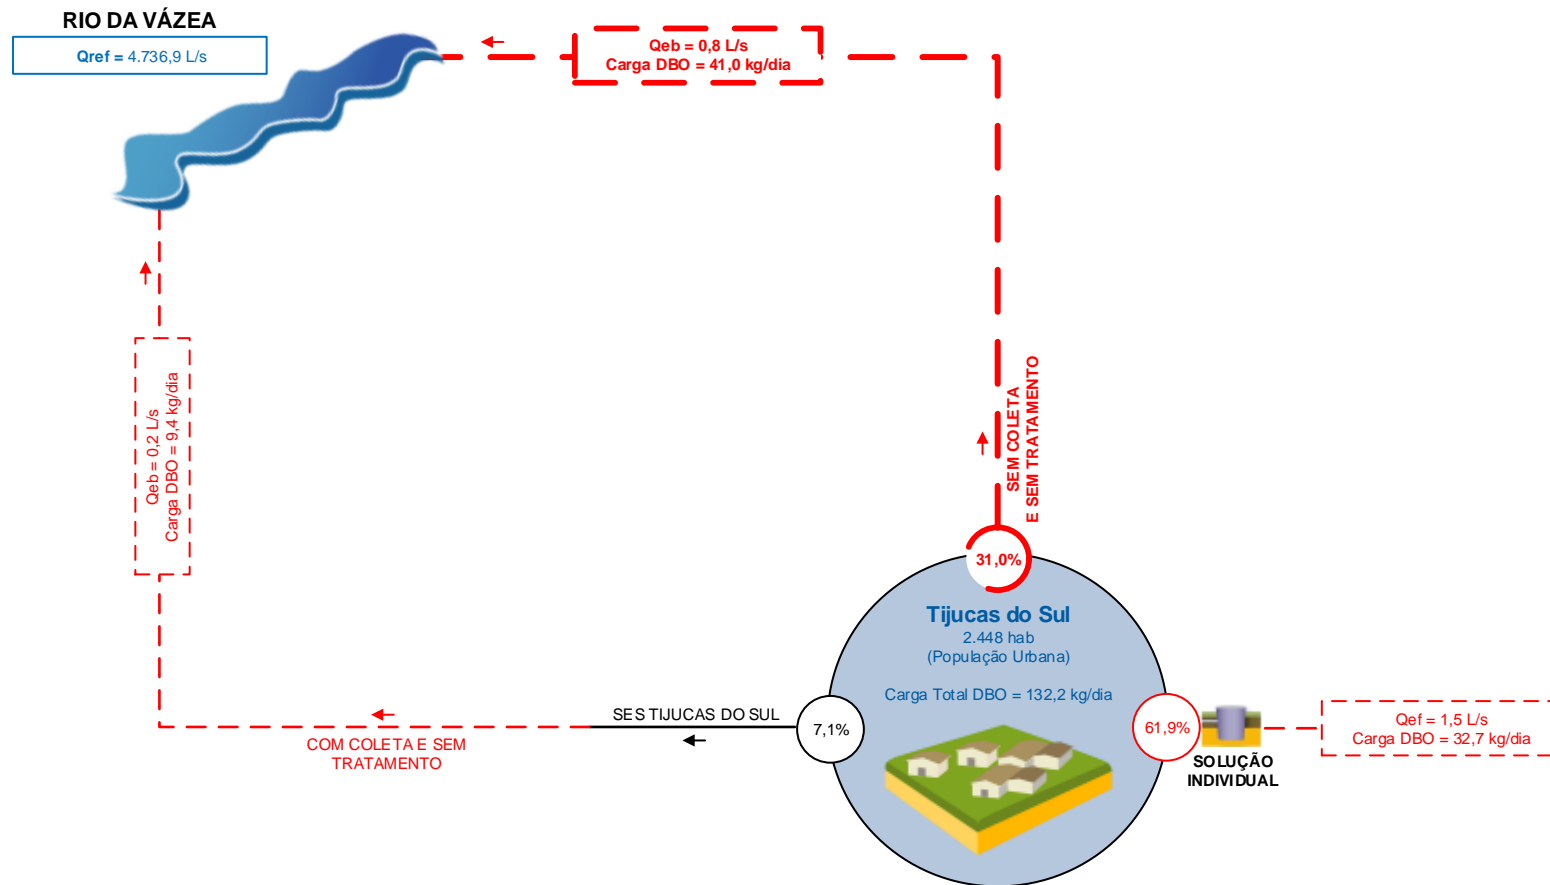 RIO DA VÁZEA
Qref = 4.736,9 L/s
Qeb = 0,8 L/s
Carga DBO = 41,0 kg/dia
Qeb = 0,2 L/s
Carga DBO = 9,4 kg/dia
SEM COLETA
E SEM TRATAMENTO
31,0%
Tijucas do Sul
2.448 hab
(População Urbana)
Carga Total DBO = 132,2 kg/dia
SES TIJUCAS DO SUL
7,1%
61,9%
COM COLETA E SEM
TRATAMENTO
SOLUÇÃO
INDIVIDUAL
Qef = 1,5 L/s
Carga DBO = 32,7 kg/dia